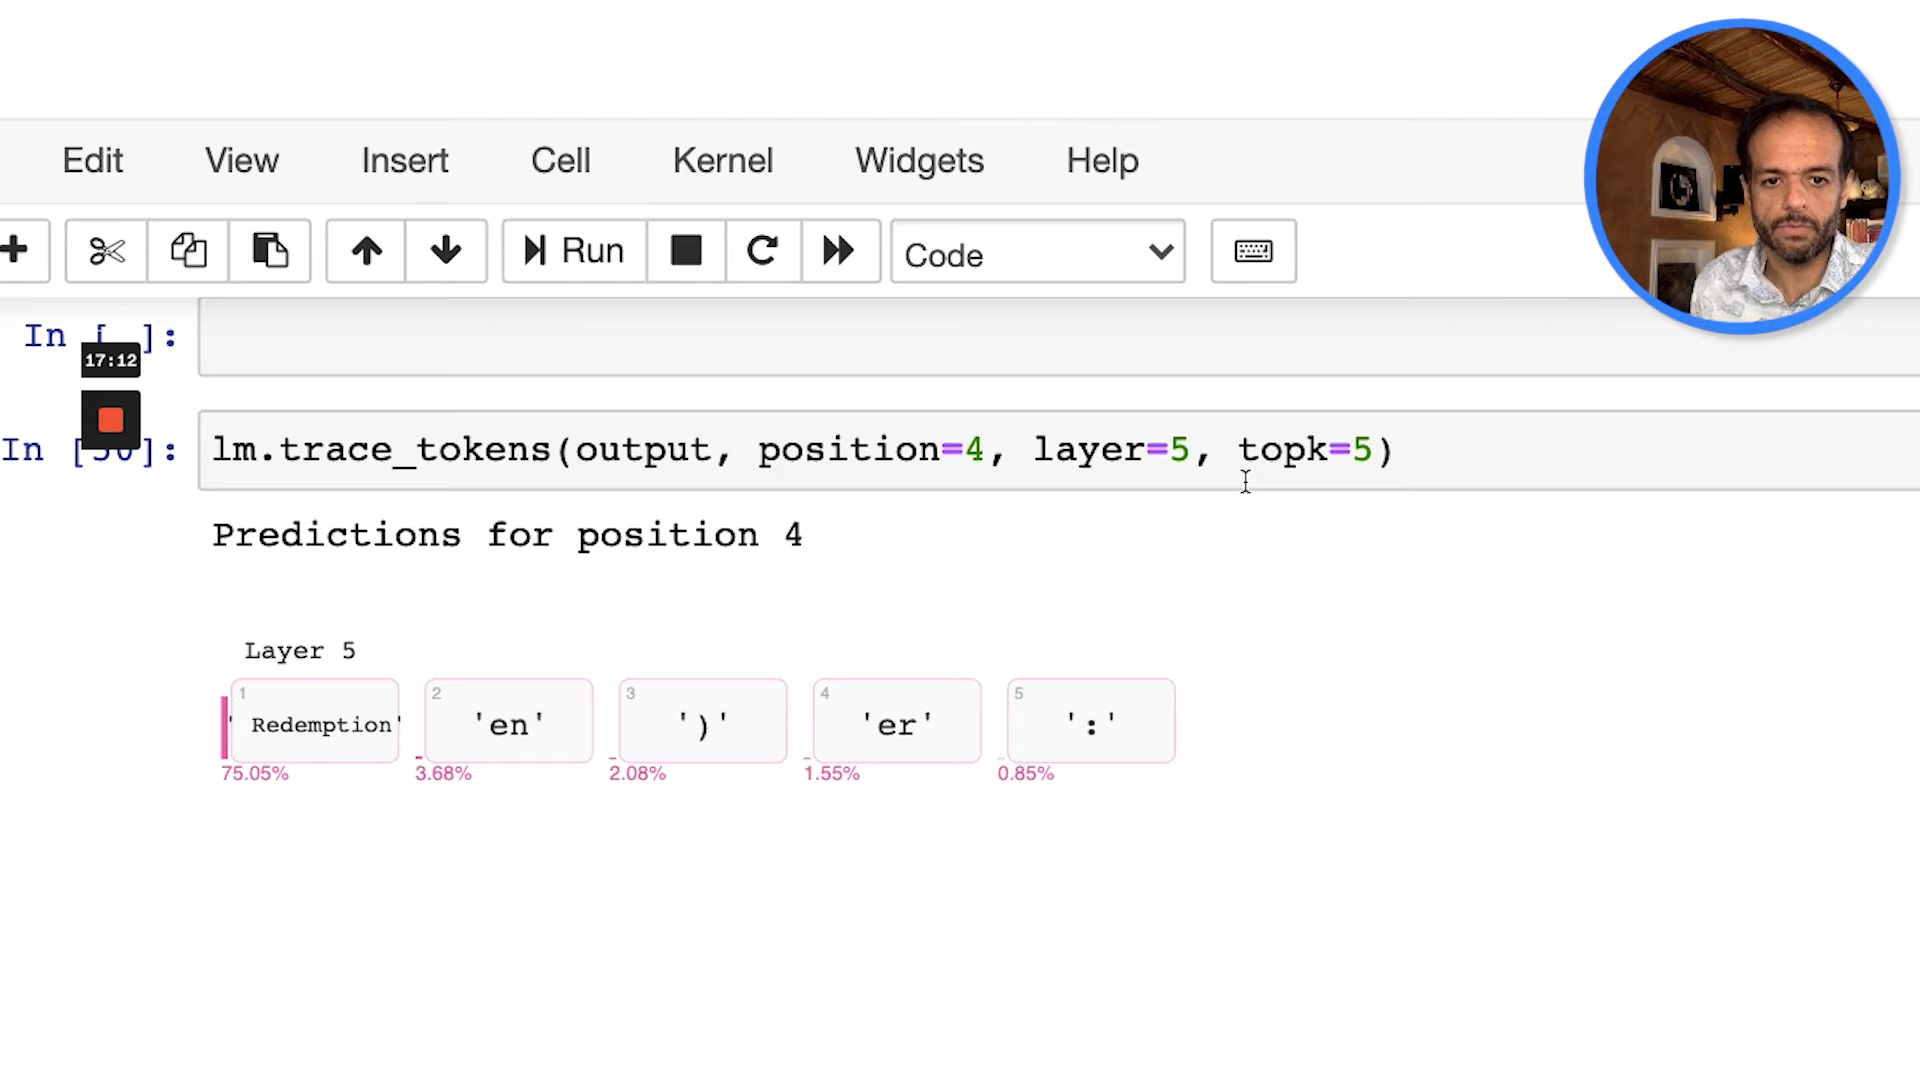 Edit View Insert Cell Kernel Widgets Help
Run Code
In [ ]:
17:12
In [30]: lm.trace_tokens(output, position=4, layer=5, topk=5)
Predictions for position 4
Layer 5
1 2 3 4 5
' Redemption' 'en' ')' 'er' ':'
75.05% 3.68% 2.08% 1.55% 0.85%